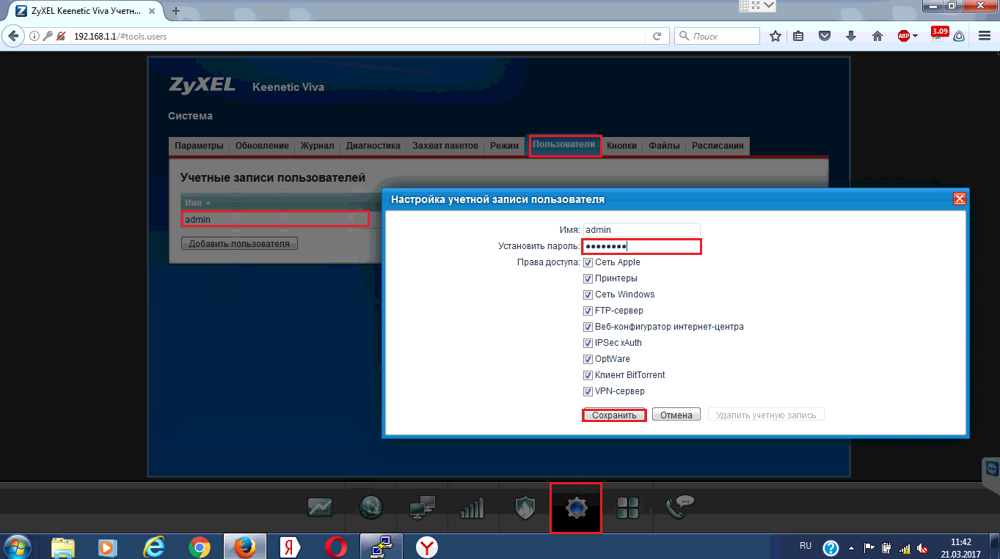 ZyXEL Keenetic Viva Учетн...
192.168.1.1/#tools.users
Поиск
ABP
3.09
ZyXEL Keenetic Viva
Система
Параметры Обновление Журнал Диагностика Захват пакетов Режим Пользователи Кнопки Файлы Расписания
Учетные записи пользователей
Имя
admin
Добавить пользователя
Настройка учетной записи пользователя
Имя: admin
Установить пароль: ●●●●●●●●
Права доступа: Сеть Apple
Принтеры
Сеть Windows
FTP-сервер
Веб-конфигуратор интернет-центра
IPSec xAuth
OptWare
Клиент BitTorrent
VPN-сервер
Сохранить Отмена Удалить учетную запись
RU
11:42
21.03.2017